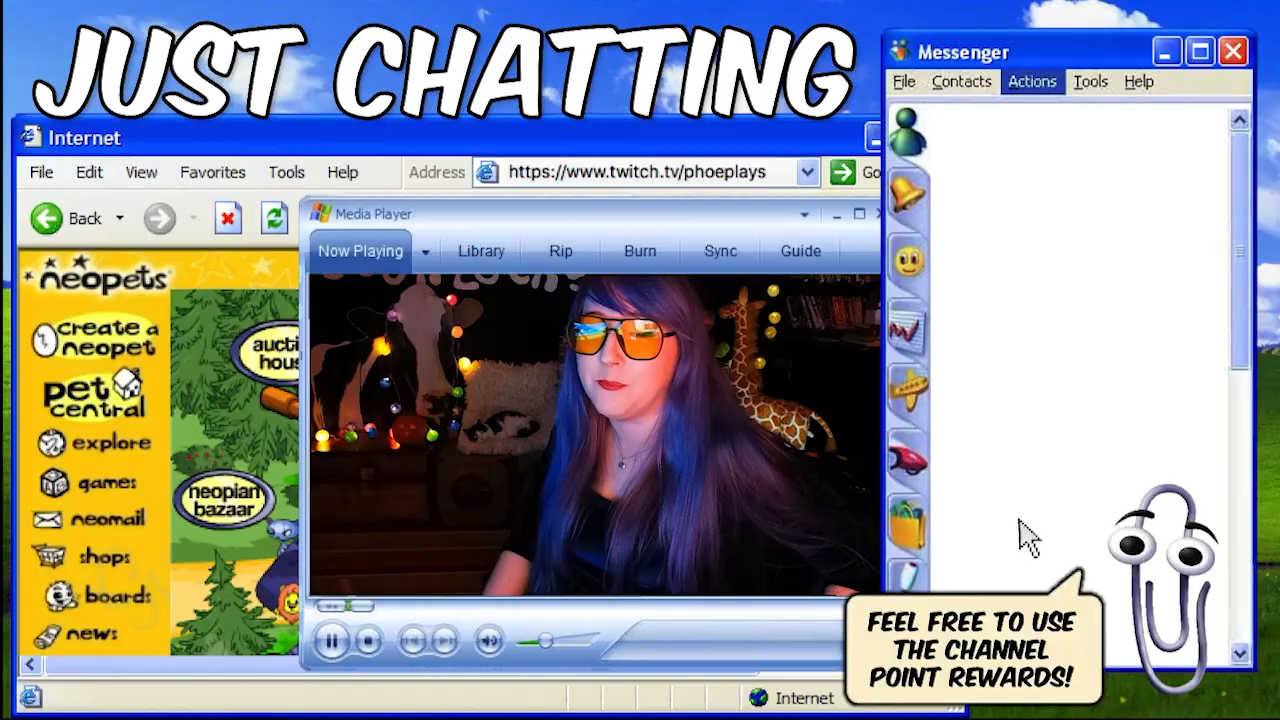 JUST CHATTING
Internet
File Edit View Favorites Tools Help Address https://www.twitch.tv/phoeplays Go
Back
neopets
create a
neopet
pet
central
explore
games
neomail
shops
boards
news
aucti
hous
neopian
bazaar
Media Player
Now Playing Library Rip Burn Sync Guide
Messenger
File Contacts Actions Tools Help
FEEL FREE TO USE
THE CHANNEL
POINT REWARDS!
Internet